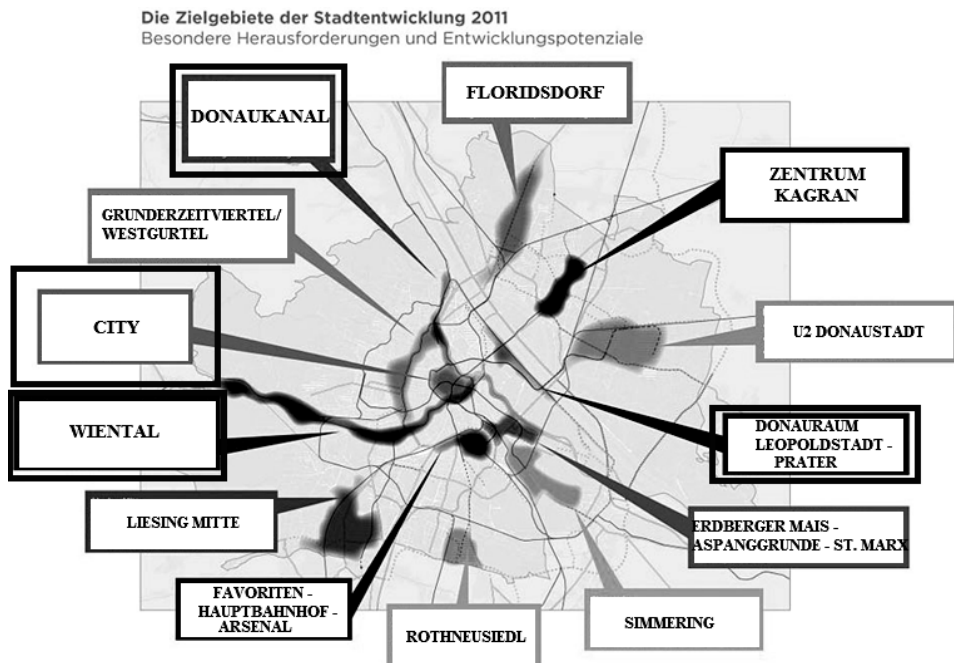 Die Zielgebiete der Stadtentwicklung 2011
Besondere Herausforderungen und Entwicklungspotenziale
DONAUKANAL
FLORIDSDORF
ZENTRUM
KAGRAN
GRUNDERZEITVIERTEL/
WESTGURTEL
CITY
U2 DONAUSTADT
WIENTAL
DONAURAUM
LEOPOLDSTADT -
PRATER
LIESING MITTE
ERDBERGER MAIS -
ASPANGGRUNDE - ST. MARX
FAVORITEN -
HAUPTBAHNHOF -
ARSENAL
ROTHNEUSIEDL
SIMMERING